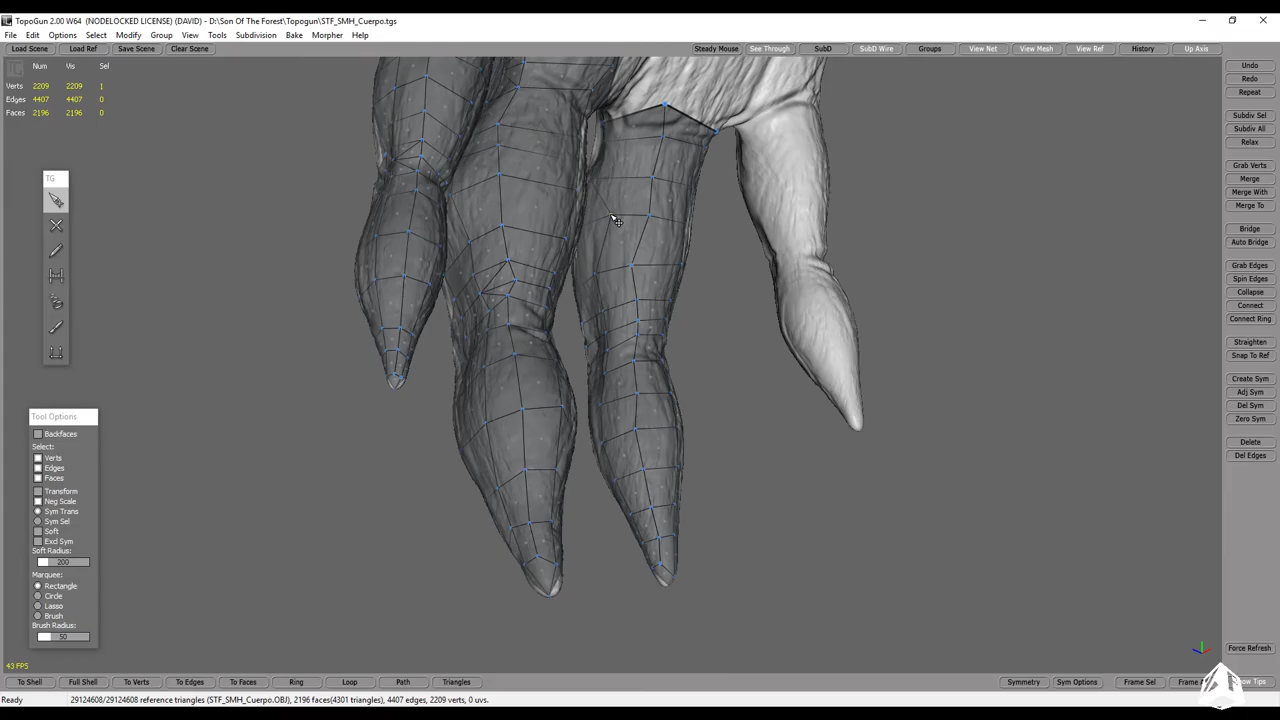 TopoGun 2.00 W64 (NODELOCKED LICENSE) (DAVID) - D:\Son Of The Forest\Topogun\STF_SMH_Cuerpo.tgs
File Edit Options Select Modify Group View Tools Subdivision Bake Morpher Help
Load Scene Load Ref Save Scene Clear Scene Steady Mouse See Through SubD SubD Wire Groups View Net View Mesh View Ref History Up Axis
Num Vis Sel
Verts 2209 2209 1
Edges 4407 4407 0
Faces 2196 2196 0
TG
Tool Options
Backfaces
Select:
Verts
Edges
Faces
Transform
Neg Scale
Sym Trans
Sym Sel
Soft
Excl Sym
Soft Radius:
200
Marquee:
Rectangle
Circle
Lasso
Brush
Brush Radius:
50
Undo
Redo
Repeat
Subdiv Sel
Subdiv All
Relax
Grab Verts
Merge
Merge With
Merge To
Bridge
Auto Bridge
Grab Edges
Spin Edges
Collapse
Connect
Connect Ring
Straighten
Snap To Ref
Create Sym
Adj Sym
Del Sym
Zero Sym
Delete
Del Edges
Force Refresh
43 FPS
To Shell Full Shell To Verts To Edges To Faces Ring Loop Path Triangles Symmetry Sym Options Frame Sel Frame Tips
Ready 29124608/29124608 reference triangles (STF_SMH_Cuerpo.OBJ), 2196 faces(4301 triangles), 4407 edges, 2209 verts, 0 uvs.